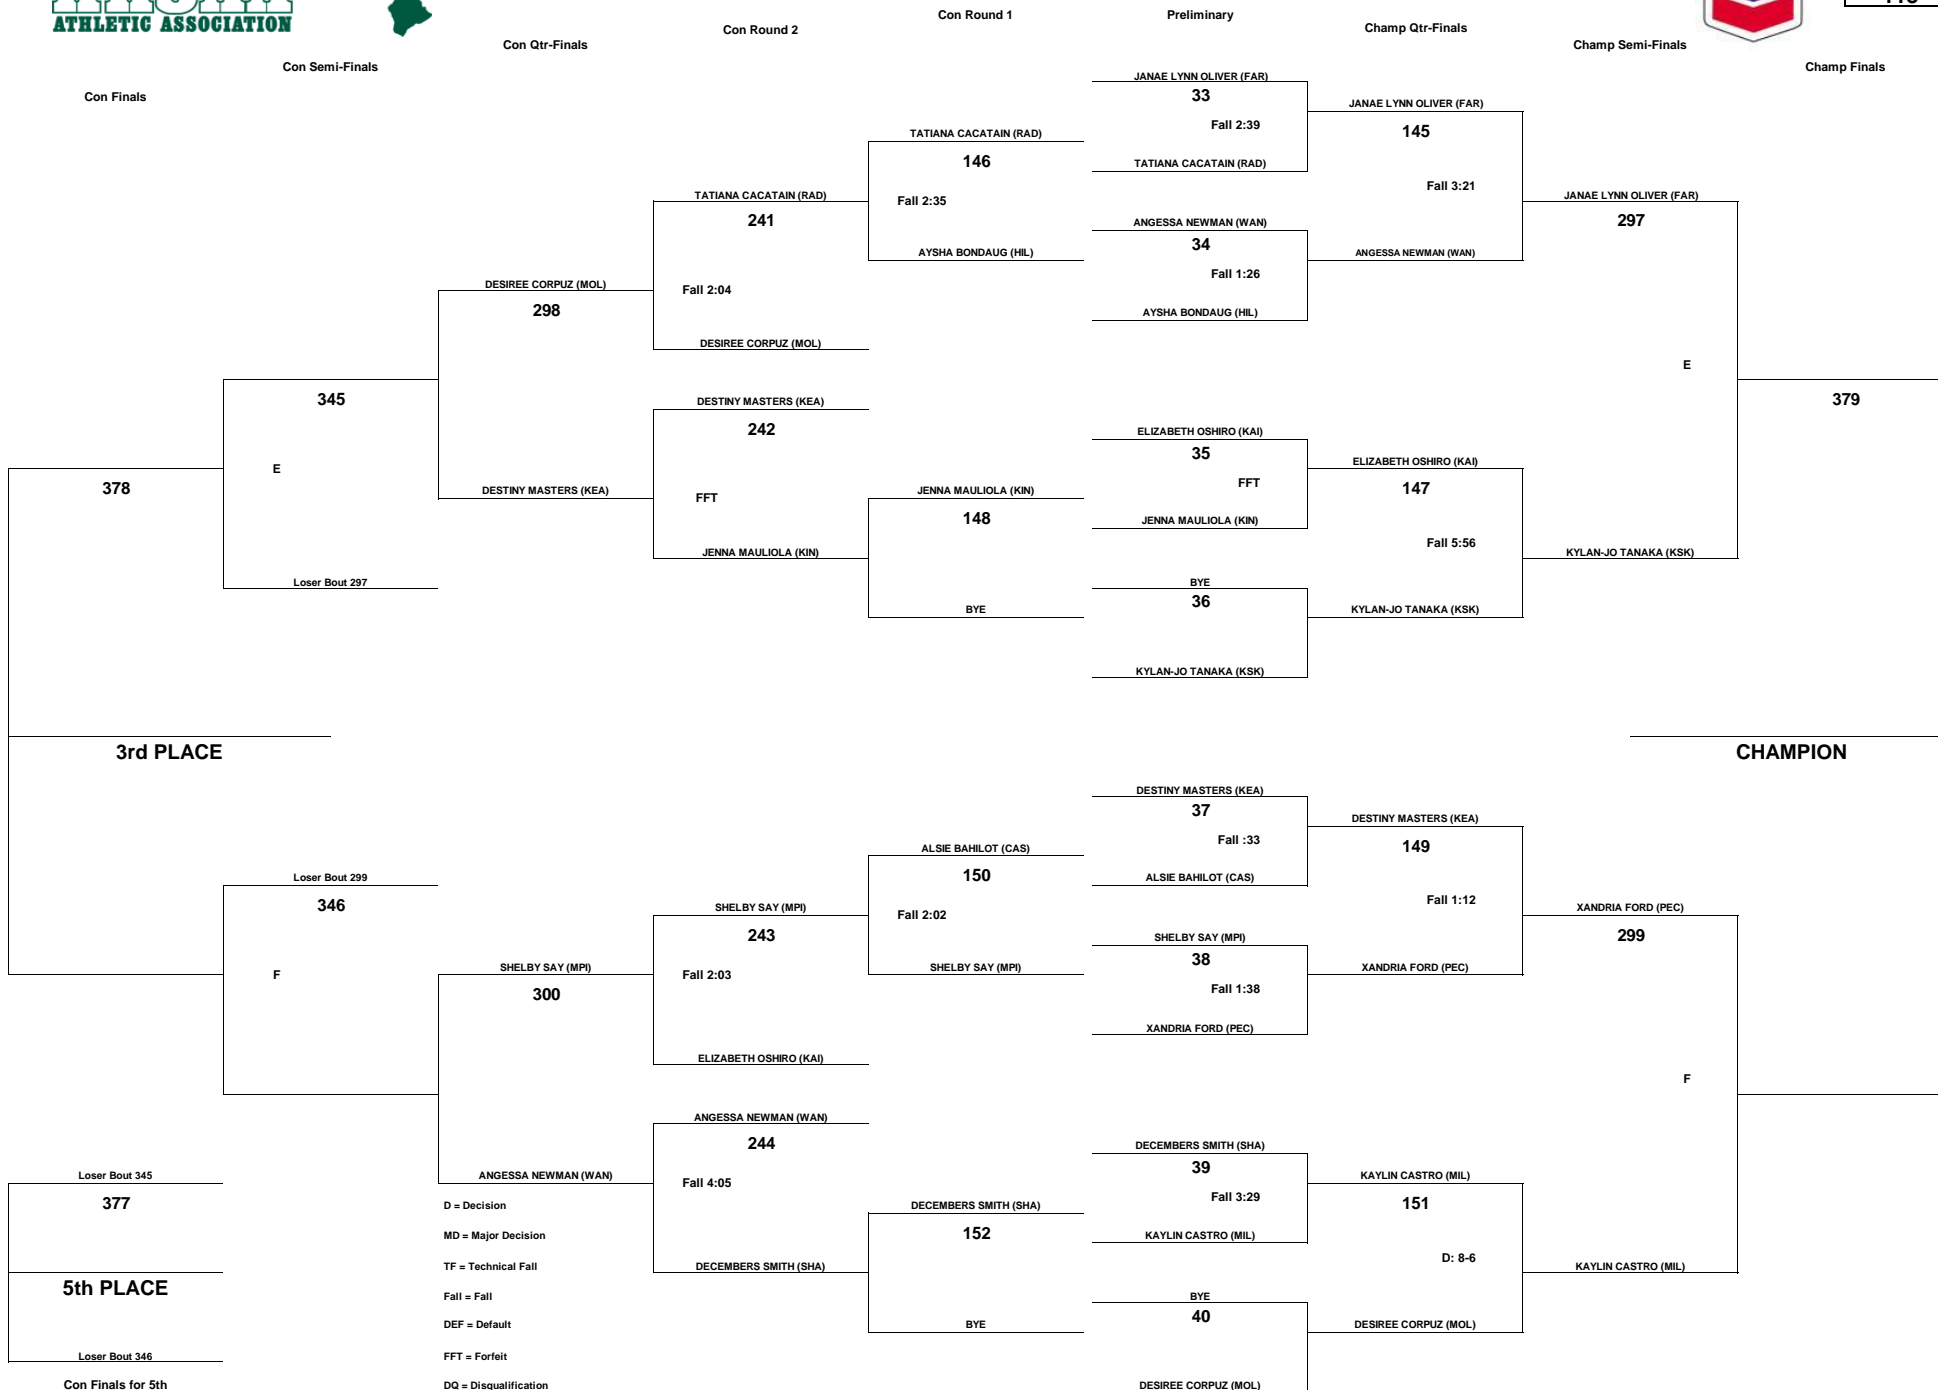 ATHLETIC ASSOCIATION
Con Round 1
Preliminary
Con Round 2
Champ Qtr-Finals
Con Qtr-Finals
Champ Semi-Finals
Con Semi-Finals
Champ Finals
Con Finals
JANAE LYNN OLIVER (FAR)
33
Fall 2:39
TATIANA CACATAIN (RAD)
ANGESSA NEWMAN (WAN)
34
Fall 1:26
AYSHA BONDAUG (HIL)
ELIZABETH OSHIRO (KAI)
35
FFT
JENNA MAULIOLA (KIN)
BYE
36
KYLAN-JO TANAKA (KSK)
DESTINY MASTERS (KEA)
37
Fall :33
ALSIE BAHILOT (CAS)
SHELBY SAY (MPI)
38
Fall 1:38
XANDRIA FORD (PEC)
DECEMBERS SMITH (SHA)
39
Fall 3:29
KAYLIN CASTRO (MIL)
BYE
40
DESIREE CORPUZ (MOL)
JANAE LYNN OLIVER (FAR)
145
Fall 3:21
ANGESSA NEWMAN (WAN)
ELIZABETH OSHIRO (KAI)
147
Fall 5:56
KYLAN-JO TANAKA (KSK)
DESTINY MASTERS (KEA)
149
Fall 1:12
XANDRIA FORD (PEC)
KAYLIN CASTRO (MIL)
151
D: 8-6
DESIREE CORPUZ (MOL)
JANAE LYNN OLIVER (FAR)
297
E
KYLAN-JO TANAKA (KSK)
XANDRIA FORD (PEC)
299
F
KAYLIN CASTRO (MIL)
379
CHAMPION
TATIANA CACATAIN (RAD)
146
Fall 2:35
AYSHA BONDAUG (HIL)
JENNA MAULIOLA (KIN)
148
BYE
ALSIE BAHILOT (CAS)
150
Fall 2:02
SHELBY SAY (MPI)
DECEMBERS SMITH (SHA)
152
BYE
TATIANA CACATAIN (RAD)
241
Fall 2:04
DESIREE CORPUZ (MOL)
DESTINY MASTERS (KEA)
242
FFT
JENNA MAULIOLA (KIN)
SHELBY SAY (MPI)
243
Fall 2:03
ELIZABETH OSHIRO (KAI)
ANGESSA NEWMAN (WAN)
244
Fall 4:05
DECEMBERS SMITH (SHA)
DESIREE CORPUZ (MOL)
298
DESTINY MASTERS (KEA)
SHELBY SAY (MPI)
300
ANGESSA NEWMAN (WAN)
345
E
Loser Bout 297
Loser Bout 299
346
F
378
3rd PLACE
Loser Bout 345
377
5th PLACE
Loser Bout 346
Con Finals for 5th
D = Decision
MD = Major Decision
TF = Technical Fall
Fall = Fall
DEF = Default
FFT = Forfeit
DQ = Disqualification